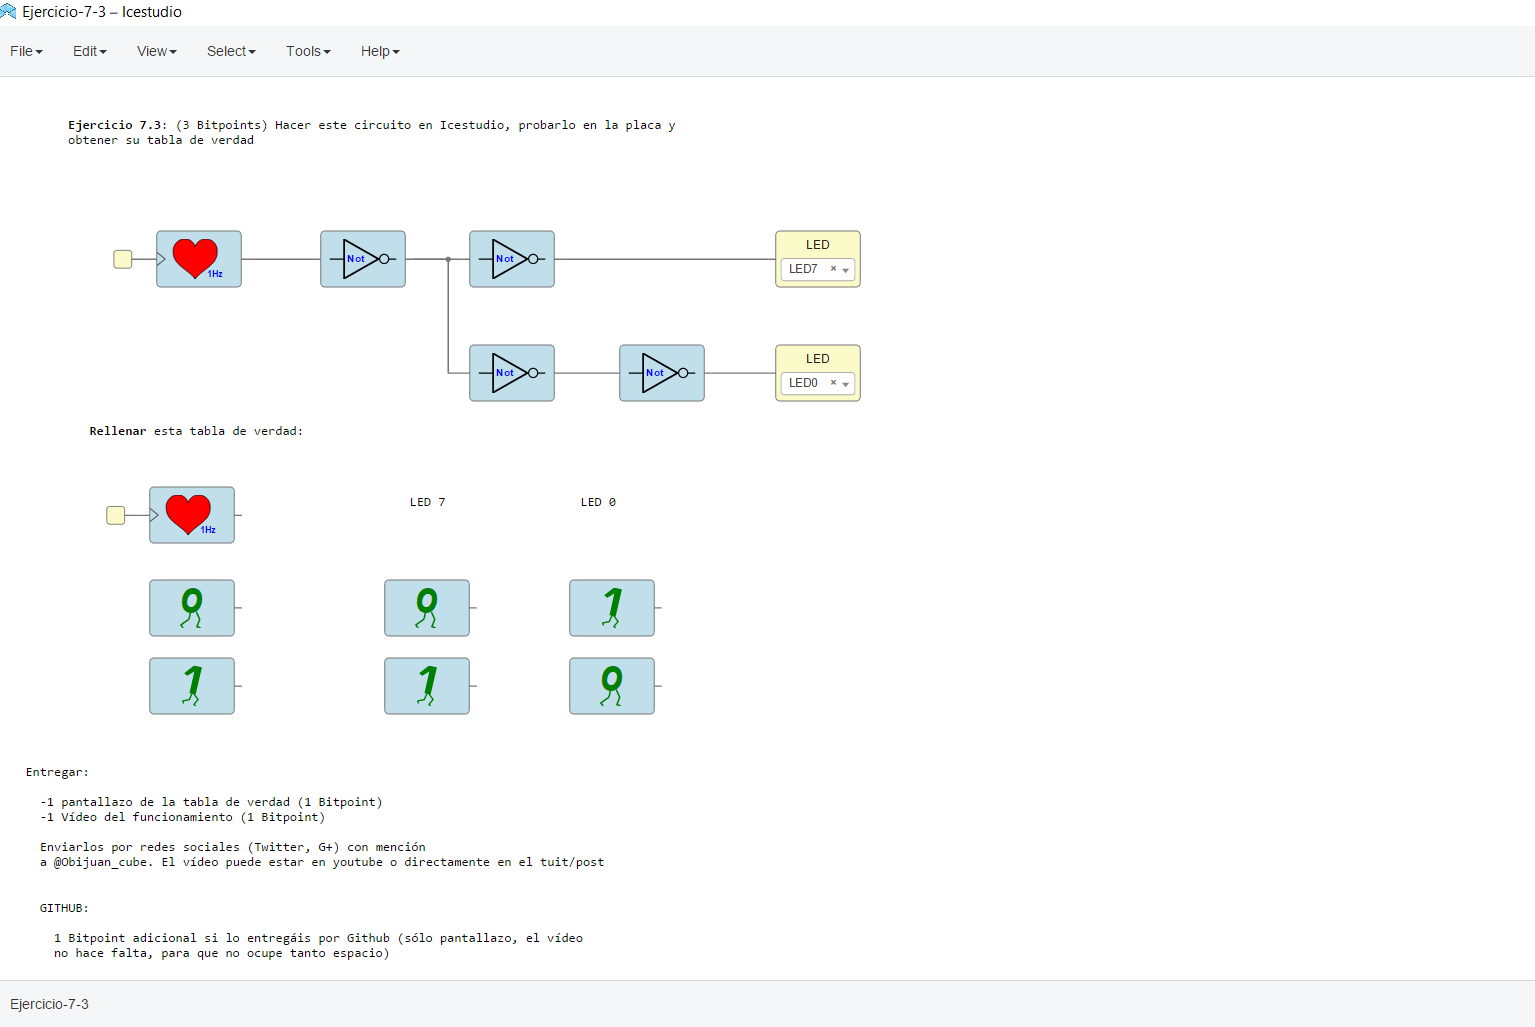 Ejercicio-7-3 – Icestudio
File Edit View Select Tools Help
Ejercicio 7.3: (3 Bitpoints) Hacer este circuito en Icestudio, probarlo en la placa y
obtener su tabla de verdad
1Hz
Not
Not
LED
LED7 ×
Not
Not
LED
LED0 ×
Rellenar esta tabla de verdad:
1Hz
LED 7
LED 0
0 0 1
1 1 0
Entregar:
-1 pantallazo de la tabla de verdad (1 Bitpoint)
-1 Vídeo del funcionamiento (1 Bitpoint)
Enviarlos por redes sociales (Twitter, G+) con mención
a @Obijuan_cube. El vídeo puede estar en youtube o directamente en el tuit/post
GITHUB:
1 Bitpoint adicional si lo entregáis por Github (sólo pantallazo, el vídeo
no hace falta, para que no ocupe tanto espacio)
Ejercicio-7-3